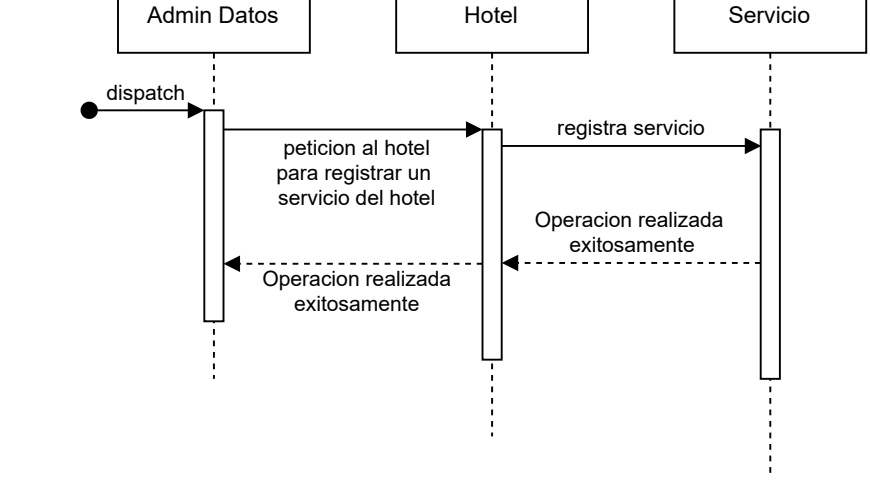 Admin Datos
Hotel
Servicio
dispatch
peticion al hotel
para registrar un
servicio del hotel
registra servicio
Operacion realizada
exitosamente
Operacion realizada
exitosamente